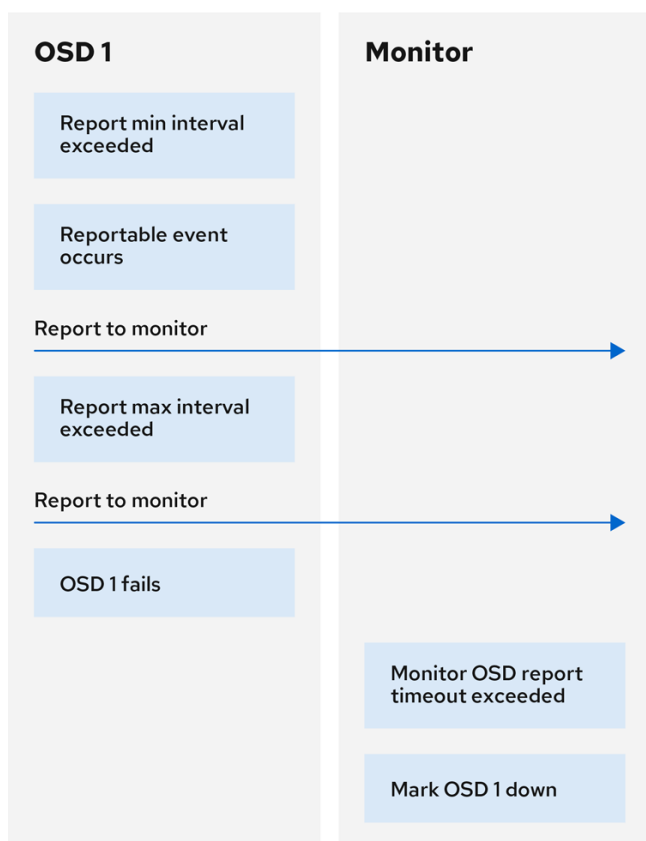 OSD 1
Monitor
Report min interval
exceeded
Reportable event
occurs
Report to monitor
Report max interval
exceeded
Report to monitor
OSD 1 fails
Monitor OSD report
timeout exceeded
Mark OSD 1 down